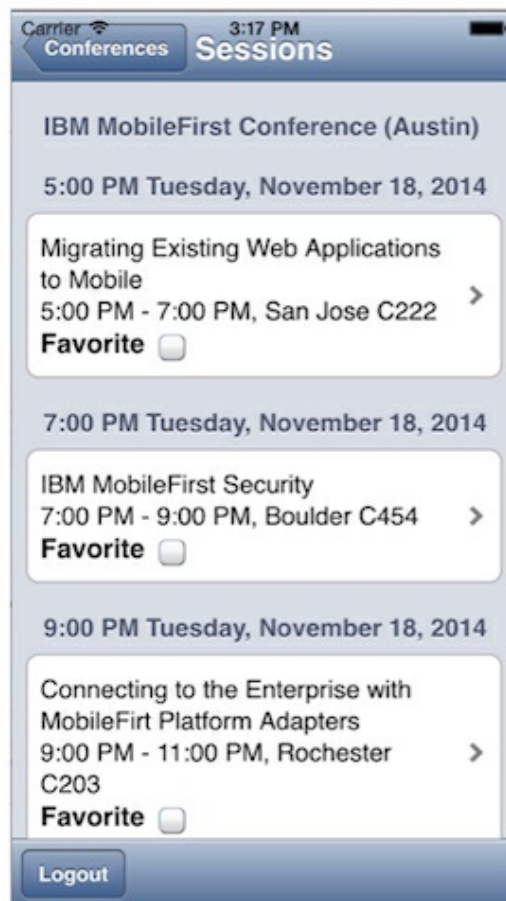 Carrier 3:17 PM
Conferences Sessions
IBM MobileFirst Conference (Austin)
5:00 PM Tuesday, November 18, 2014
Migrating Existing Web Applications
to Mobile
5:00 PM - 7:00 PM, San Jose C222
Favorite
7:00 PM Tuesday, November 18, 2014
IBM MobileFirst Security
7:00 PM - 9:00 PM, Boulder C454
Favorite
9:00 PM Tuesday, November 18, 2014
Connecting to the Enterprise with
MobileFirt Platform Adapters
9:00 PM - 11:00 PM, Rochester
C203
Favorite
Logout